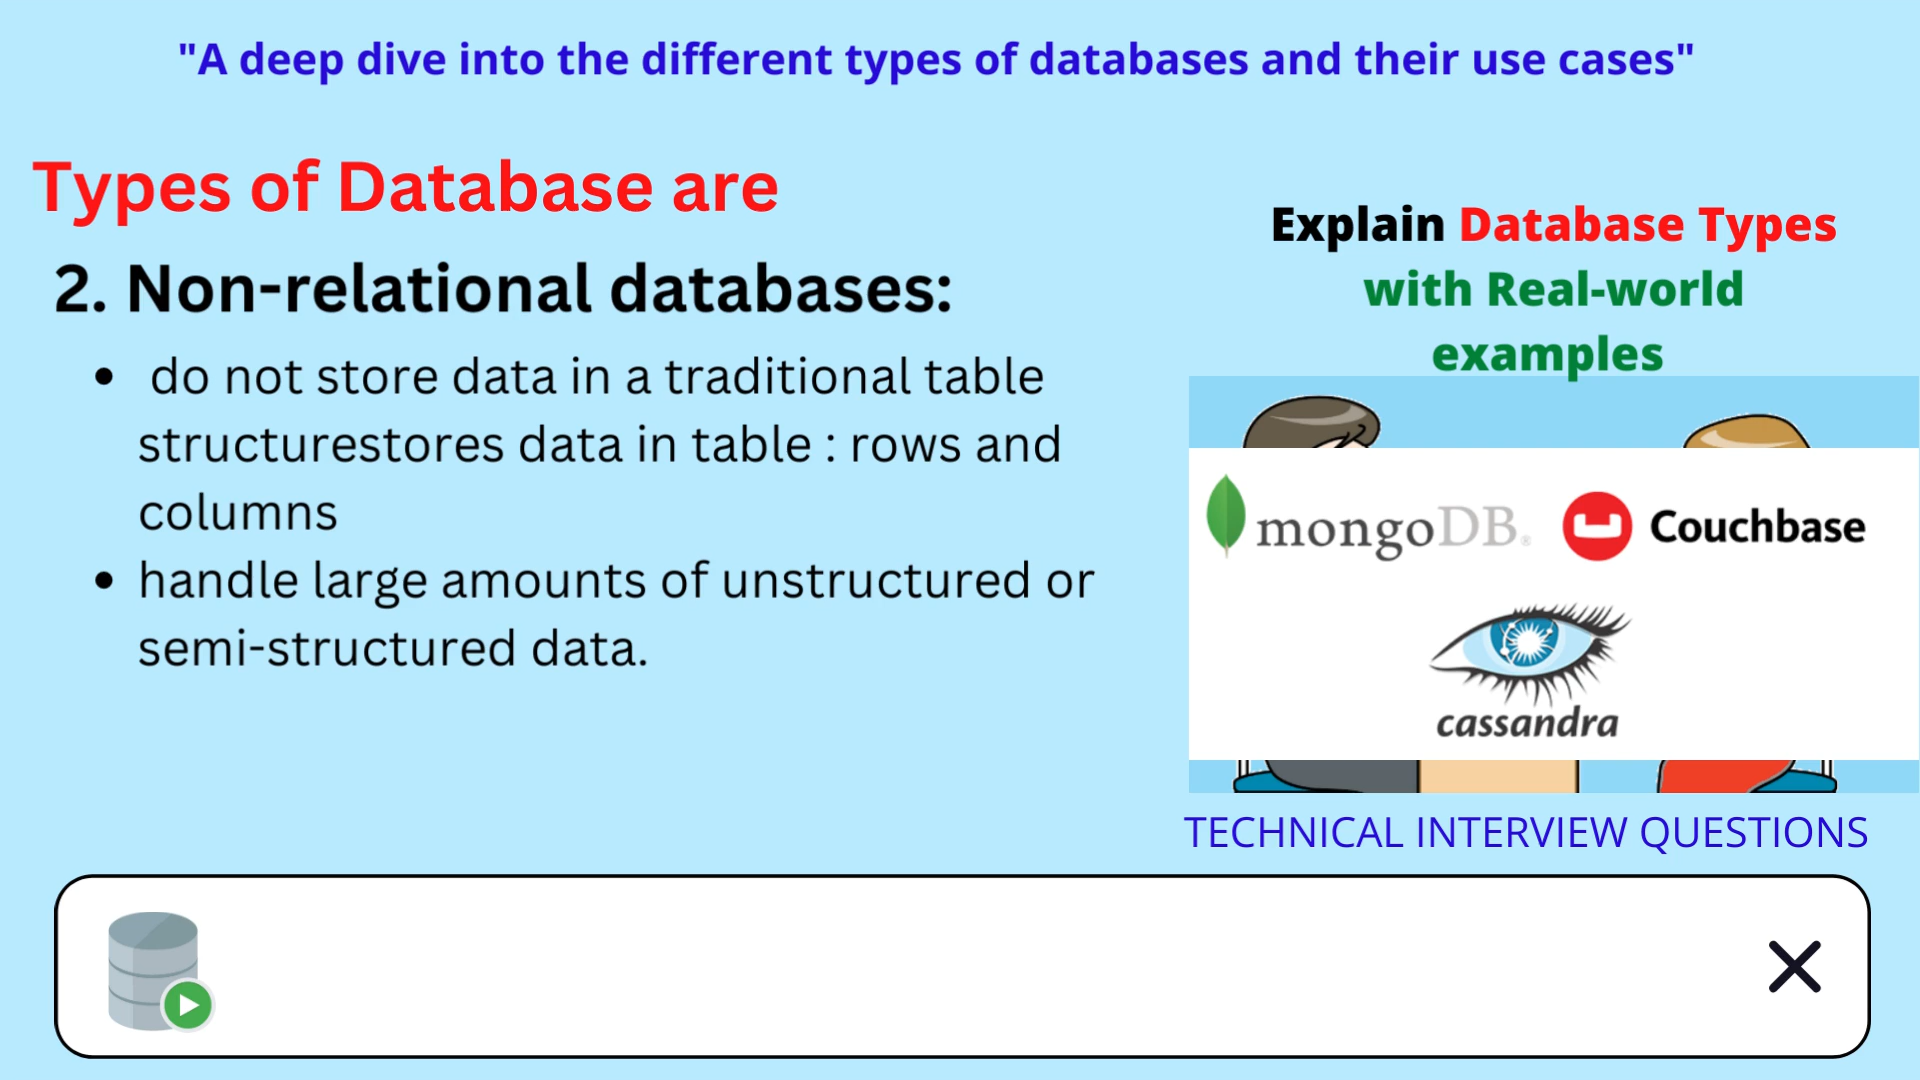 "A deep dive into the different types of databases and their use cases"
Types of Database are
2. Non-relational databases:
• do not store data in a traditional table
structurestores data in table : rows and
columns
• handle large amounts of unstructured or
semi-structured data.
Explain Database Types
with Real-world
examples
mongoDB®
Couchbase
cassandra
TECHNICAL INTERVIEW QUESTIONS